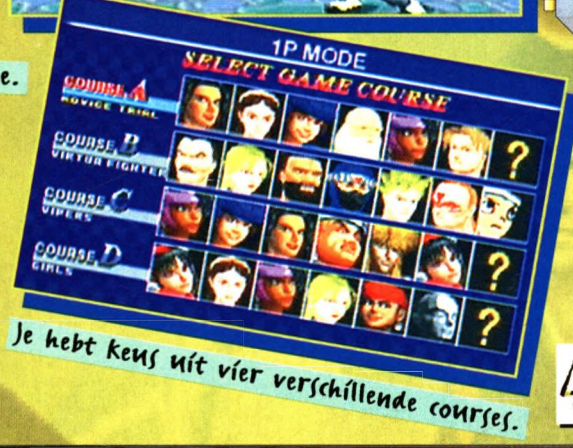 e.
1P MODE
SELECT GAME COURSE
COURSE A
NOVICE TRIAL
COURSE B
VIRTUA FIGHTER
COURSE C
VIPERS
COURSE D
GIRLS
? ? ?
Je hebt keus uit vier verschillende courses.